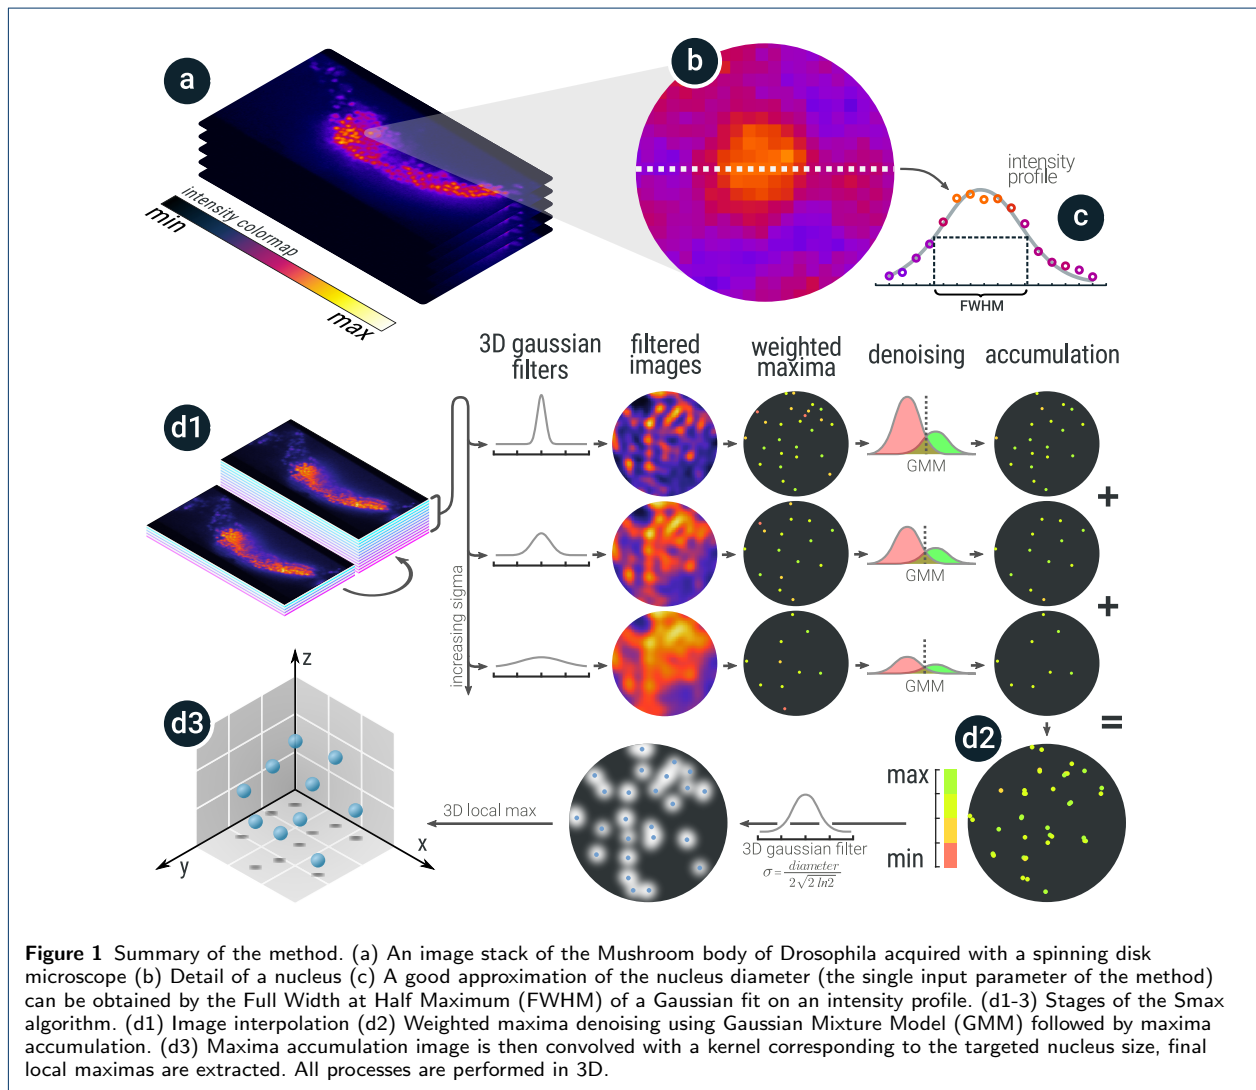 a
b
intensity
profile
c
FWHM
intensity colormap
min
max
3D gaussian
filters
filtered
images
weighted
maxima
denoising
accumulation
d1
GMM
+
GMM
+
increasing sigma
GMM
=
d2
d3
z
y
x
3D local max
3D gaussian filter
σ = diameter / 2√2 ln2
max
min
Figure 1 Summary of the method. (a) An image stack of the Mushroom body of Drosophila acquired with a spinning disk
microscope (b) Detail of a nucleus (c) A good approximation of the nucleus diameter (the single input parameter of the method)
can be obtained by the Full Width at Half Maximum (FWHM) of a Gaussian fit on an intensity profile. (d1-3) Stages of the Smax
algorithm. (d1) Image interpolation (d2) Weighted maxima denoising using Gaussian Mixture Model (GMM) followed by maxima
accumulation. (d3) Maxima accumulation image is then convolved with a kernel corresponding to the targeted nucleus size, final
local maximas are extracted. All processes are performed in 3D.